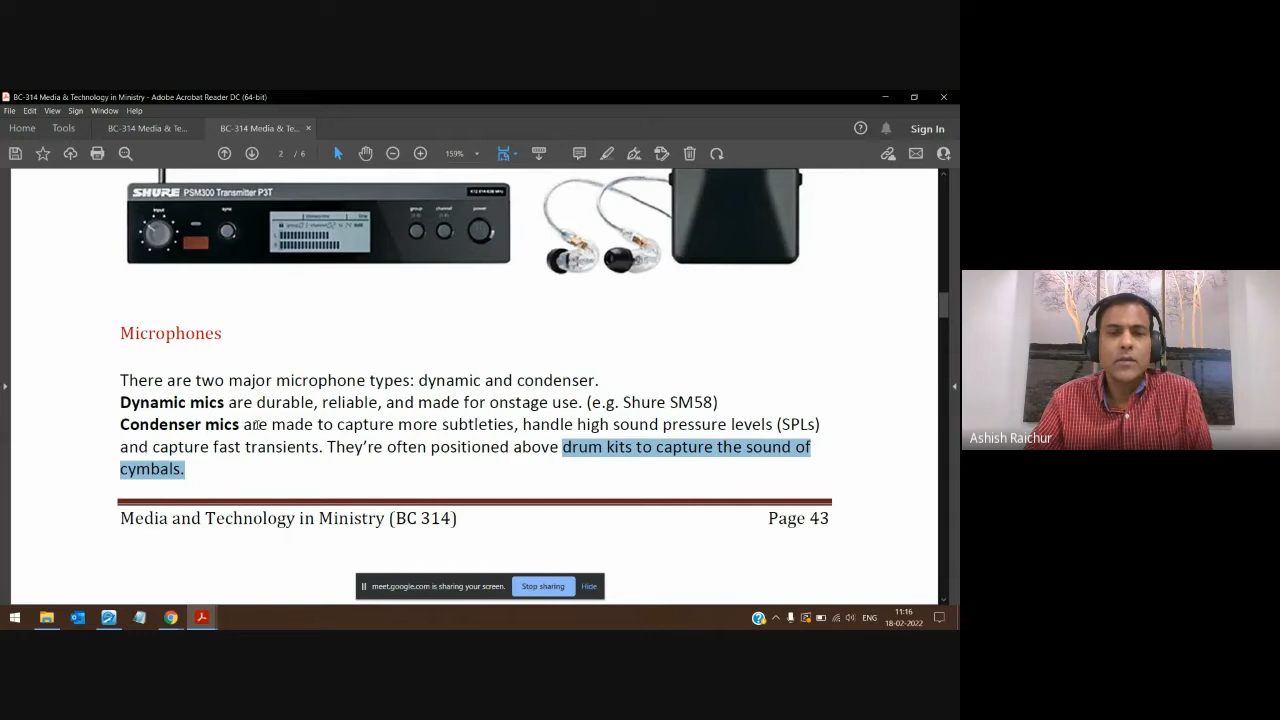 BC-314 Media & Technology in Ministry - Adobe Acrobat Reader DC (64-bit)
File Edit View Sign Window Help
Home Tools BC-314 Media & Te... BC-314 Media & Te... × Sign In
2 / 6 159%
SHURE PSM300 Transmitter P3T
input sync group channel power
Microphones
There are two major microphone types: dynamic and condenser.
Dynamic mics are durable, reliable, and made for onstage use. (e.g. Shure SM58)
Condenser mics are made to capture more subtleties, handle high sound pressure levels (SPLs)
and capture fast transients. They’re often positioned above drum kits to capture the sound of
cymbals.
Media and Technology in Ministry (BC 314) Page 43
meet.google.com is sharing your screen. Stop sharing Hide
ENG 11:16
18-02-2022
Ashish Raichur